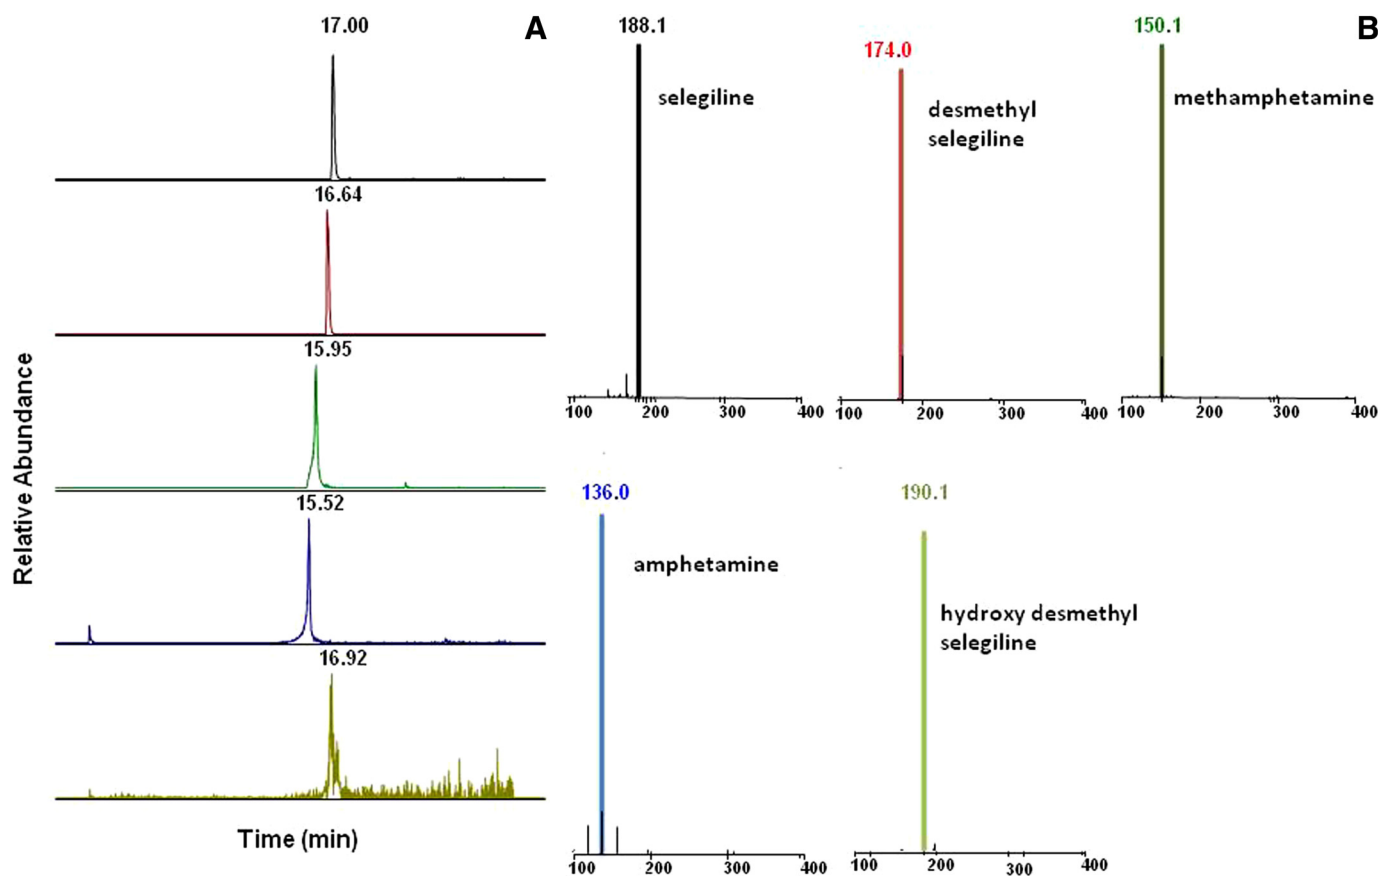 A
17.00
16.64
15.95
15.52
16.92
Relative Abundance
Time (min)
B
188.1
selegiline
100 200 300 400
174.0
desmethyl
selegiline
100 200 300 400
150.1
methamphetamine
100 200 300 400
136.0
amphetamine
100 200 300 400
190.1
hydroxy desmethyl
selegiline
100 200 300 400